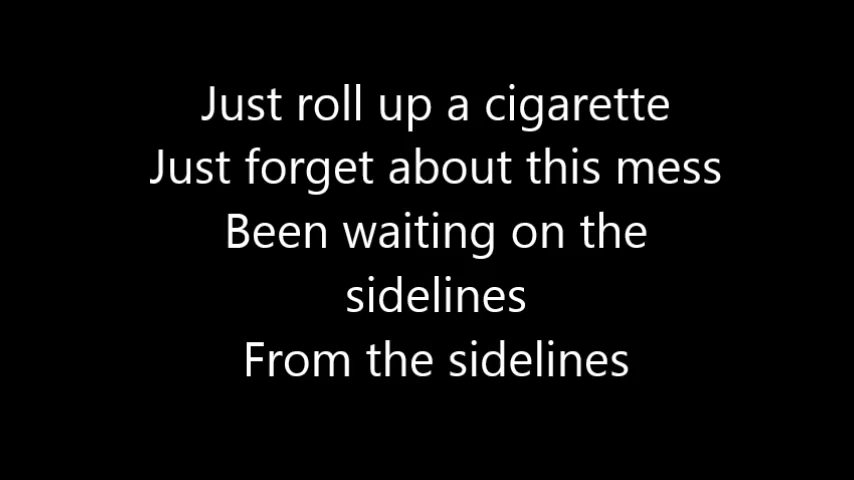 Just roll up a cigarette
Just forget about this mess
Been waiting on the
sidelines
From the sidelines